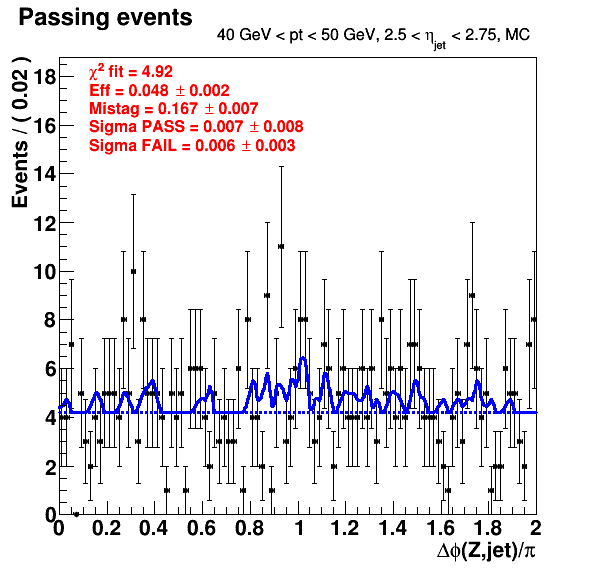 Passing events
40 GeV < pt < 50 GeV, 2.5 < η_jet < 2.75, MC
χ² fit = 4.92
Eff = 0.048 ± 0.002
Mistag = 0.167 ± 0.007
Sigma PASS = 0.007 ± 0.008
Sigma FAIL = 0.006 ± 0.003
Events / ( 0.02 )
18
16
14
12
10
8
6
4
2
0
0 0.2 0.4 0.6 0.8 1 1.2 1.4 1.6 1.8 2
Δϕ(Z,jet)/π